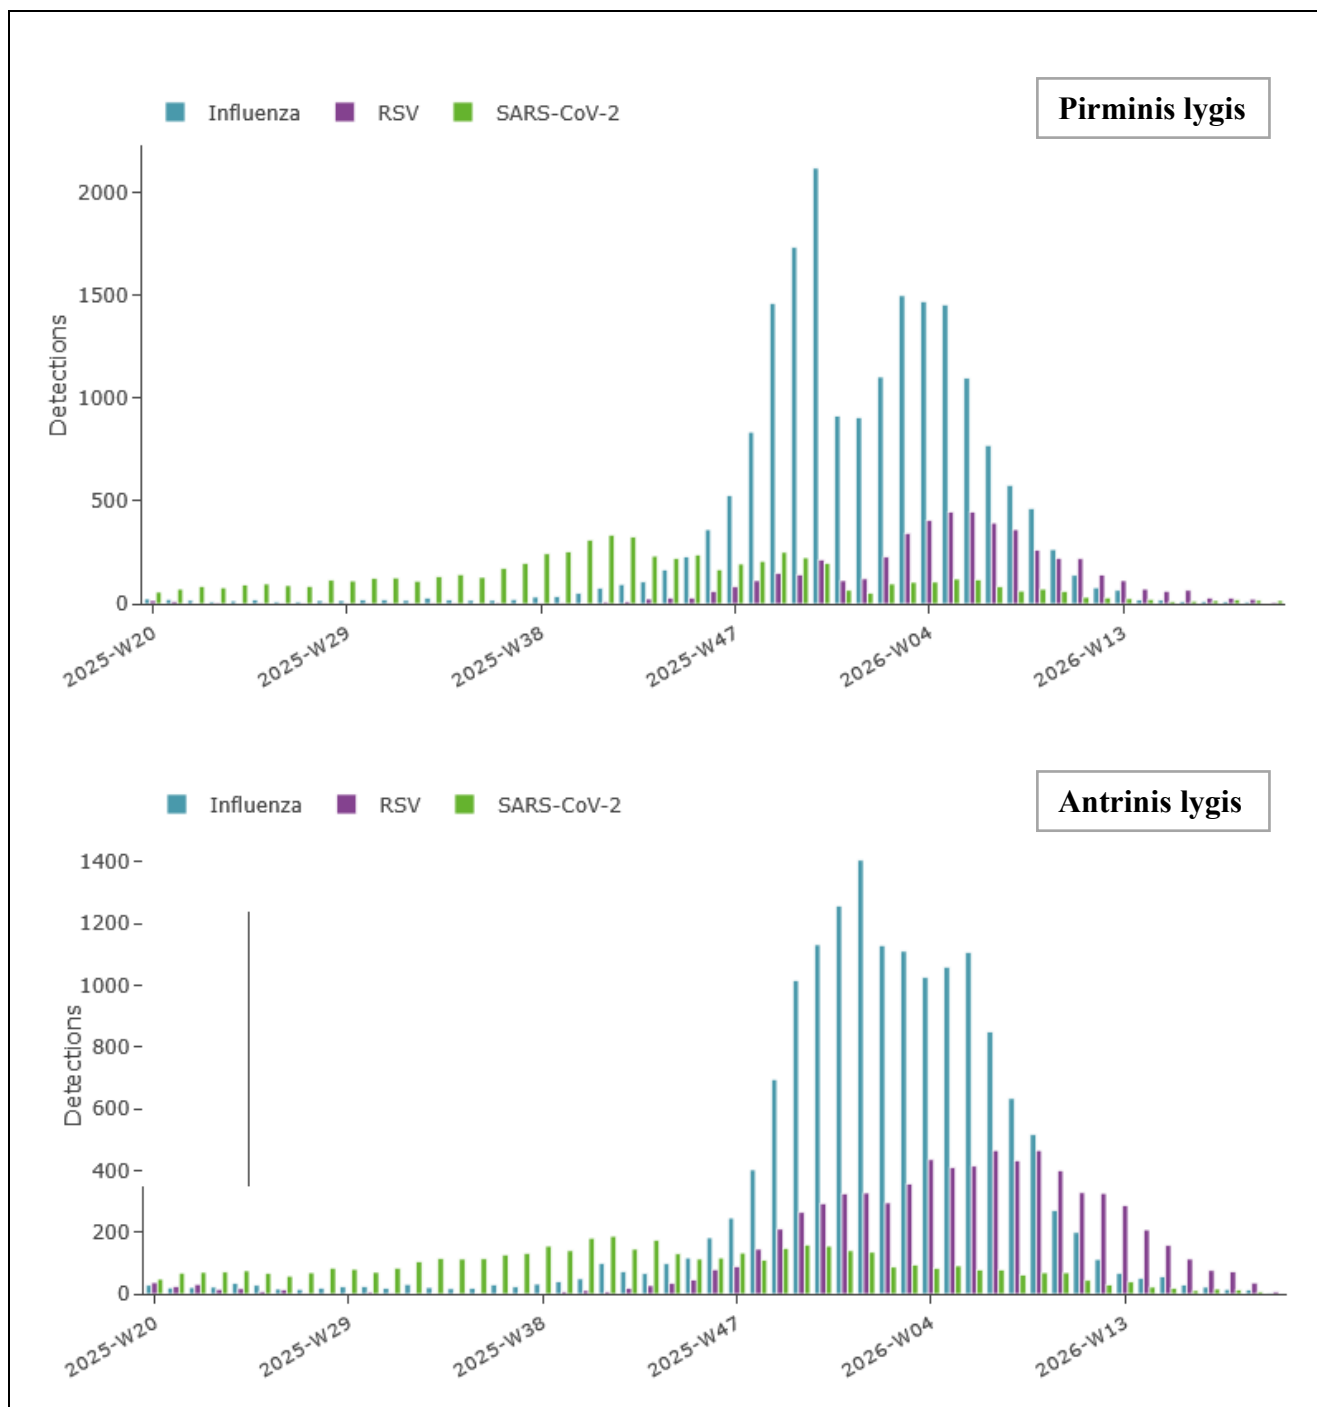 Influenza RSV SARS-CoV-2
Pirminis lygis
2000
1500
1000
500
0
Detections
2025-W20 2025-W29 2025-W38 2025-W47 2026-W04 2026-W13
Influenza RSV SARS-CoV-2
Antrinis lygis
1400
1200
1000
800
600
400
200
0
Detections
2025-W20 2025-W29 2025-W38 2025-W47 2026-W04 2026-W13